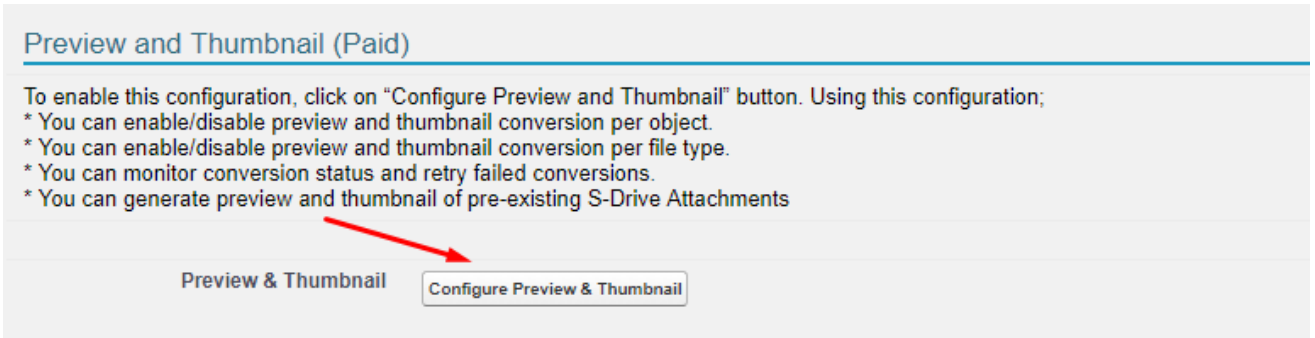 Preview and Thumbnail (Paid)
To enable this configuration, click on “Configure Preview and Thumbnail” button. Using this configuration;
* You can enable/disable preview and thumbnail conversion per object.
* You can enable/disable preview and thumbnail conversion per file type.
* You can monitor conversion status and retry failed conversions.
* You can generate preview and thumbnail of pre-existing S-Drive Attachments
Preview & Thumbnail Configure Preview & Thumbnail